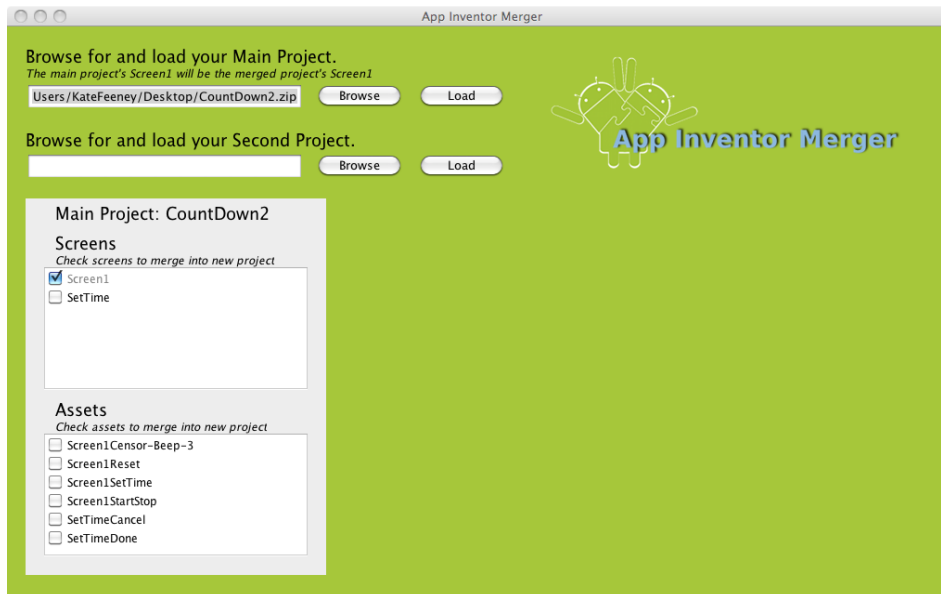 App Inventor Merger
Browse for and load your Main Project.
The main project's Screen1 will be the merged project's Screen1
Users/KateFeeney/Desktop/CountDown2.zip
Browse
Load
App Inventor Merger
Browse for and load your Second Project.
Browse
Load
Main Project: CountDown2
Screens
Check screens to merge into new project
Screen1
SetTime
Assets
Check assets to merge into new project
Screen1Censor-Beep-3
Screen1Reset
Screen1SetTime
Screen1StartStop
SetTimeCancel
SetTimeDone